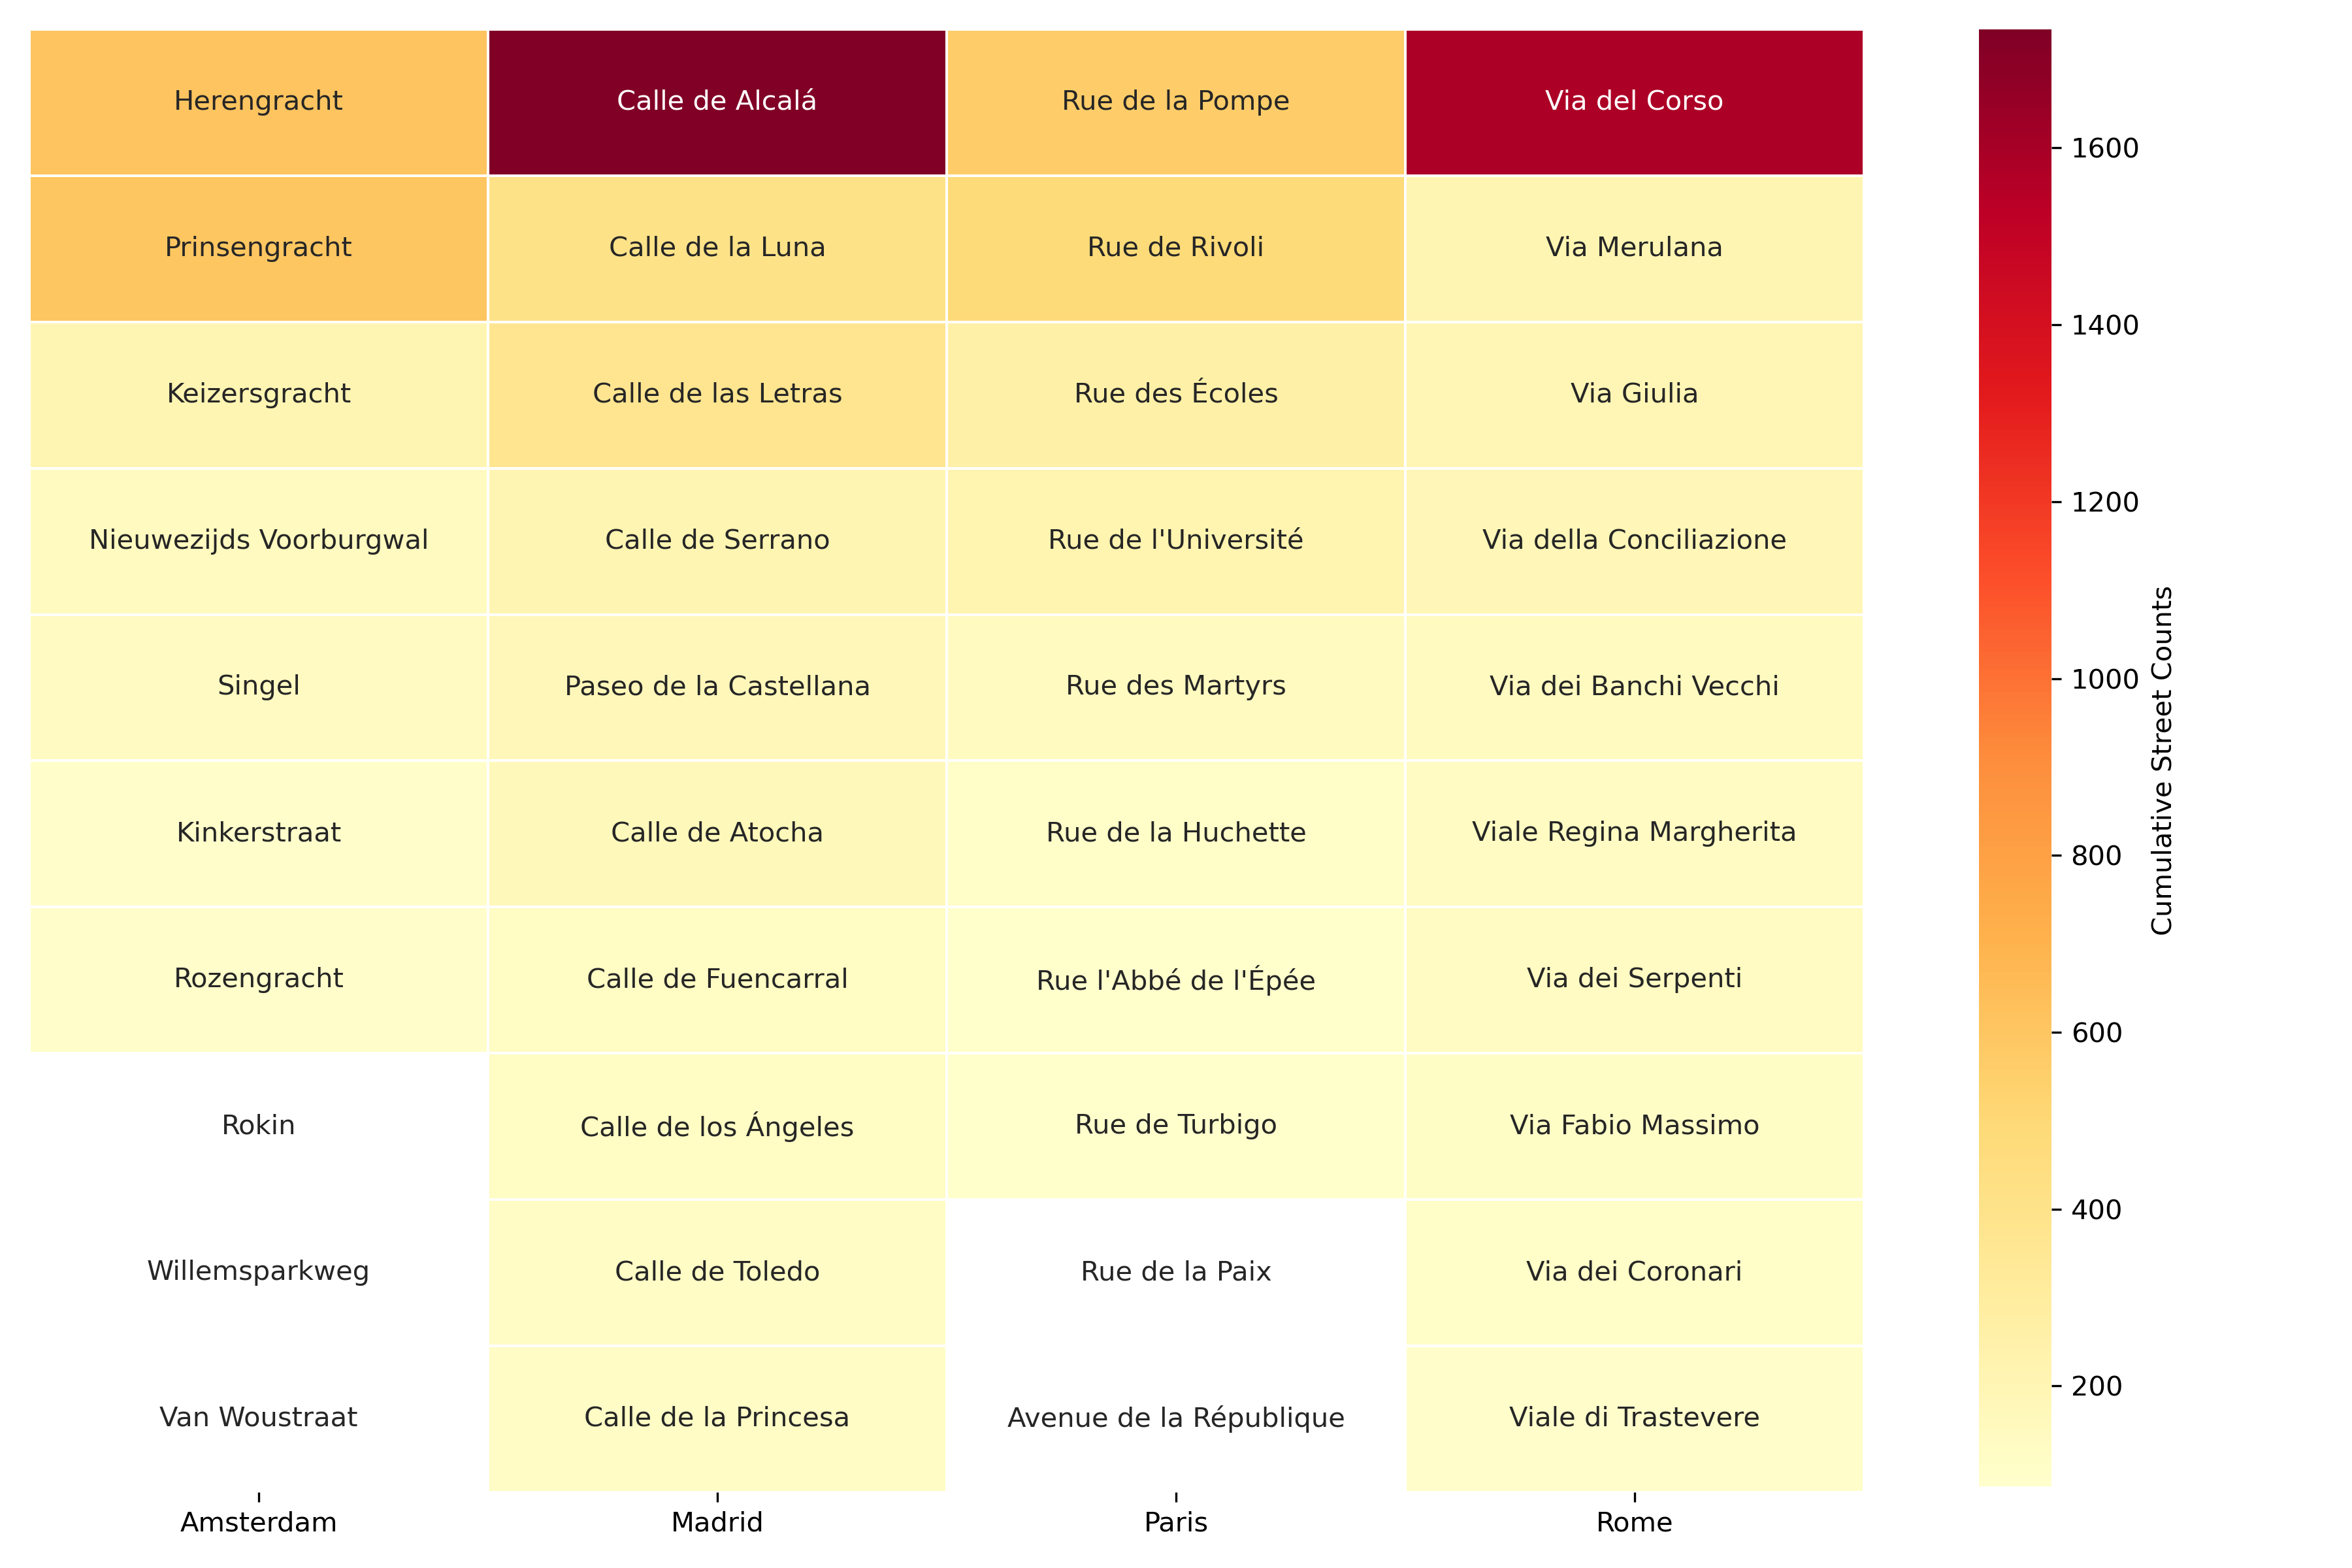 Herengracht
Calle de Alcalá
Rue de la Pompe
Via del Corso
Prinsengracht
Calle de la Luna
Rue de Rivoli
Via Merulana
Keizersgracht
Calle de las Letras
Rue des Écoles
Via Giulia
Nieuwezijds Voorburgwal
Calle de Serrano
Rue de l'Université
Via della Conciliazione
Singel
Paseo de la Castellana
Rue des Martyrs
Via dei Banchi Vecchi
Kinkerstraat
Calle de Atocha
Rue de la Huchette
Viale Regina Margherita
Rozengracht
Calle de Fuencarral
Rue l'Abbé de l'Épée
Via dei Serpenti
Rokin
Calle de los Ángeles
Rue de Turbigo
Via Fabio Massimo
Willemsparkweg
Calle de Toledo
Rue de la Paix
Via dei Coronari
Van Woustraat
Calle de la Princesa
Avenue de la République
Viale di Trastevere
Amsterdam
Madrid
Paris
Rome
1600
1400
1200
1000
800
600
400
200
Cumulative Street Counts